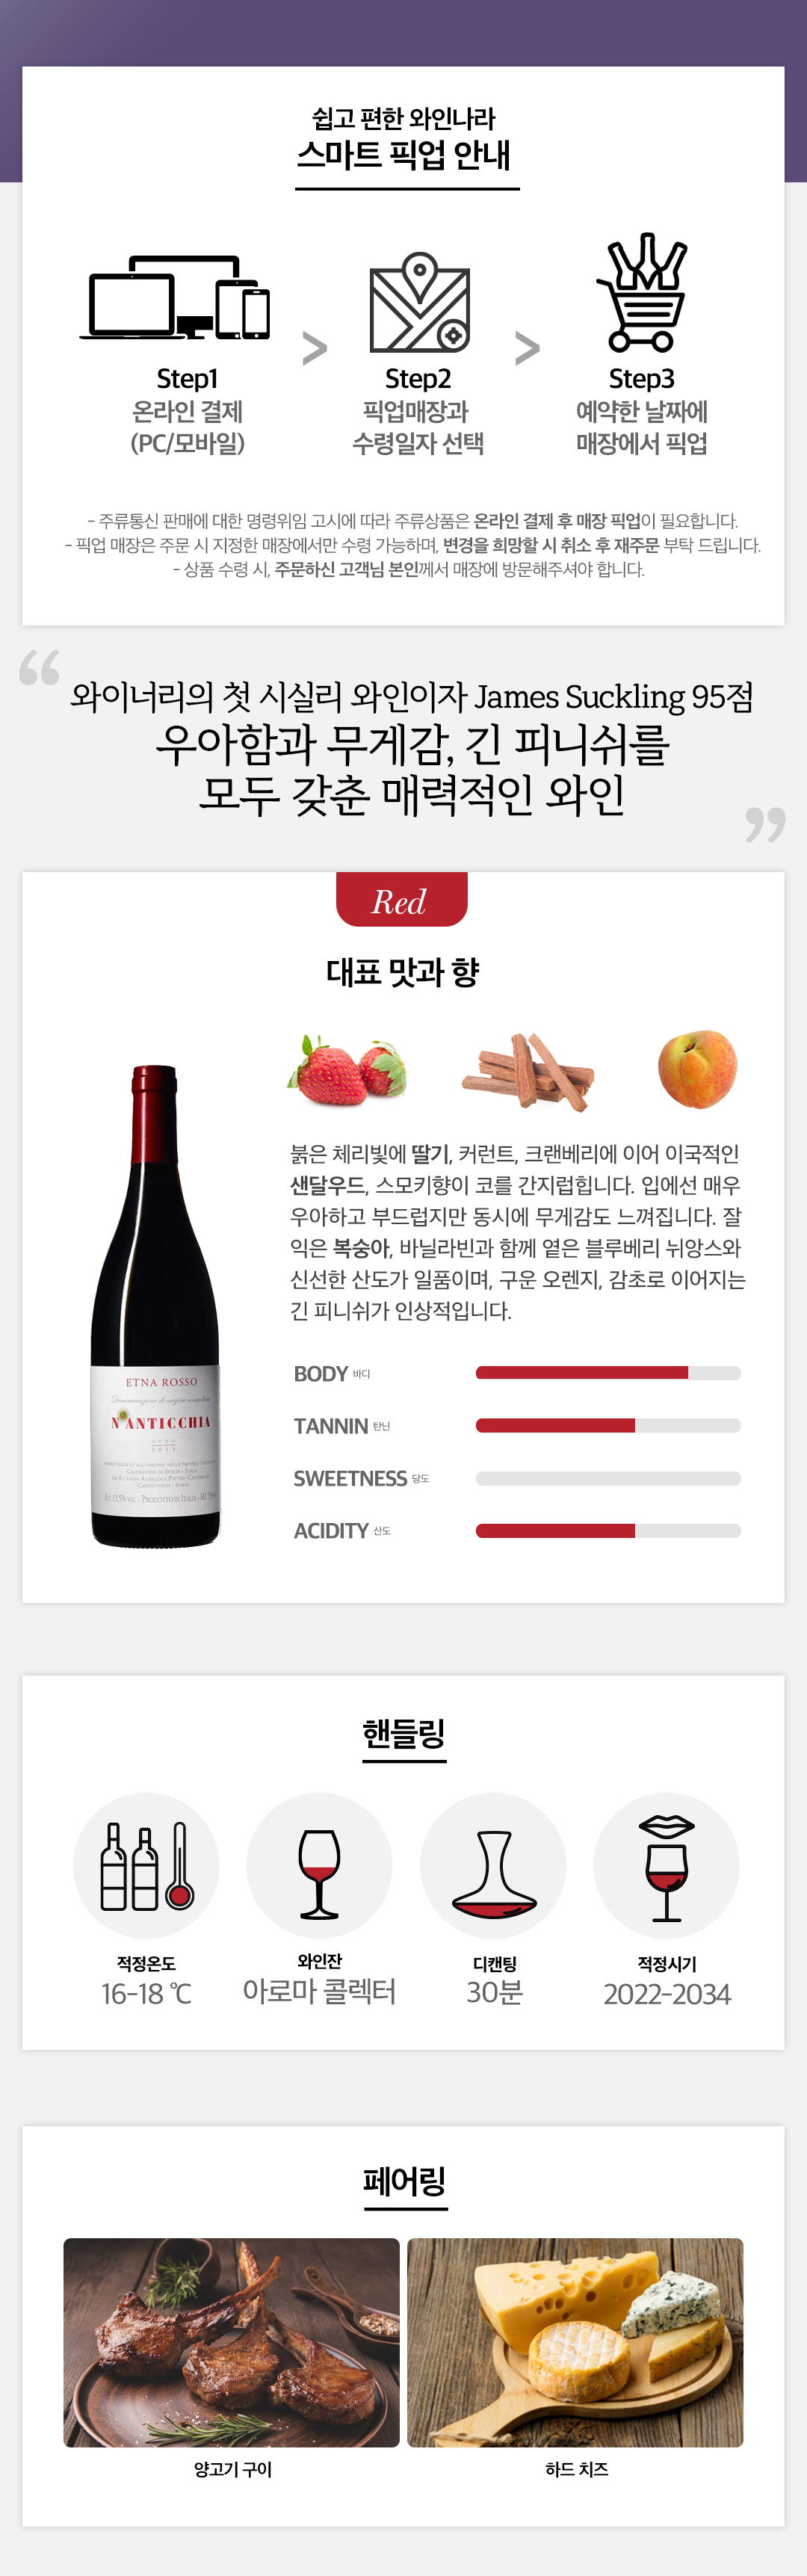 쉽고 편한 와인나라
스마트 픽업 안내
Step1
온라인 결제
(PC/모바일)
>
Step2
픽업매장과
수령일자 선택
>
Step3
예약한 날짜에
매장에서 픽업
- 주류통신 판매에 대한 명령위임 고시에 따라 주류상품은 온라인 결제 후 매장 픽업이 필요합니다.
- 픽업 매장은 주문 시 지정한 매장에서만 수령 가능하며, 변경을 희망할 시 취소 후 재주문 부탁 드립니다.
- 상품 수령 시, 주문하신 고객님 본인께서 매장에 방문해주셔야 합니다.
“
와이너리의 첫 시실리 와인이자 James Suckling 95점
우아함과 무게감, 긴 피니쉬를
모두 갖춘 매력적인 와인
”
Red
대표 맛과 향
붉은 체리빛에 딸기, 커런트, 크랜베리에 이어 이국적인
샌달우드, 스모키향이 코를 간지럽힙니다. 입에선 매우
우아하고 부드럽지만 동시에 무게감도 느껴집니다. 잘
익은 복숭아, 바닐라빈과 함께 옅은 블루베리 뉘앙스와
신선한 산도가 일품이며, 구운 오렌지, 감초로 이어지는
긴 피니쉬가 인상적입니다.
ETNA ROSSO
N'ANTICCHIA
BODY 바디
TANNIN 탄닌
SWEETNESS 당도
ACIDITY 산도
핸들링
적정온도
16-18 ℃
와인잔
아로마 콜렉터
디캔팅
30분
적정시기
2022-2034
페어링
양고기 구이
하드 치즈